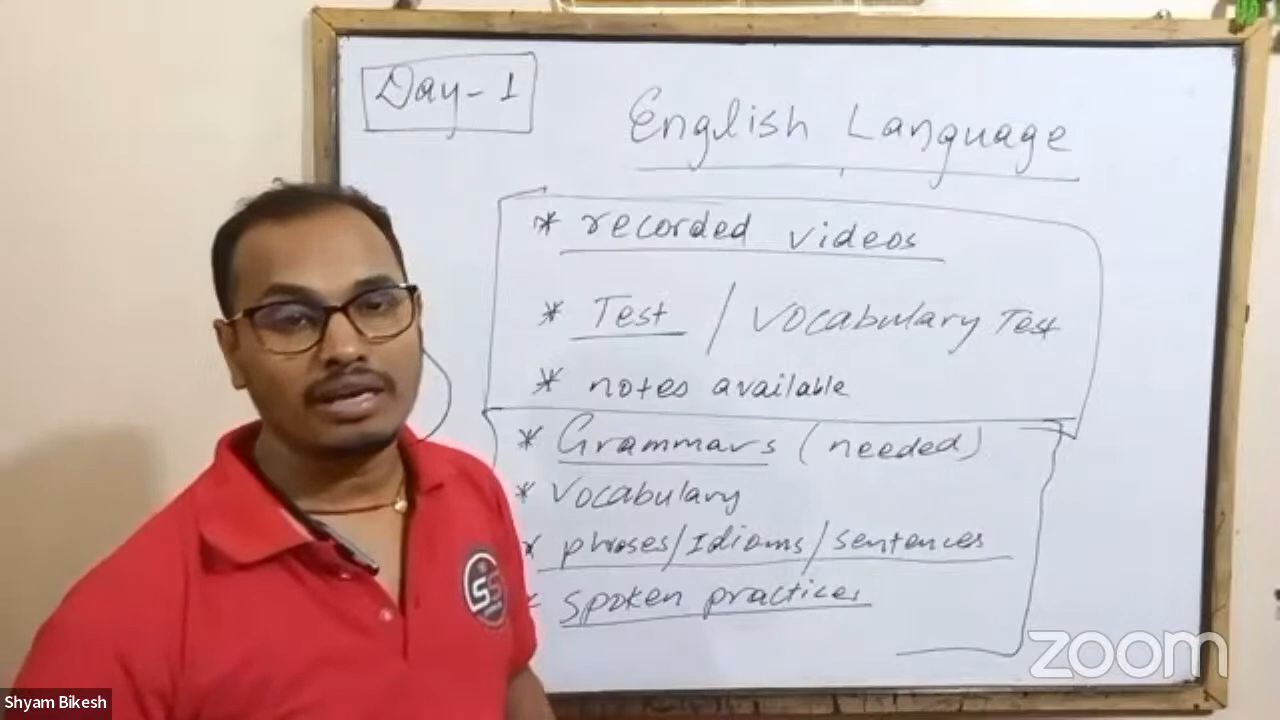 Day-1
English Language
* recorded videos
* Test / Vocabulary Test
* notes available
* Grammars (needed)
* Vocabulary
* phrases/Idioms/sentences
* spoken practices
SS
zoom
Shyam Bikesh